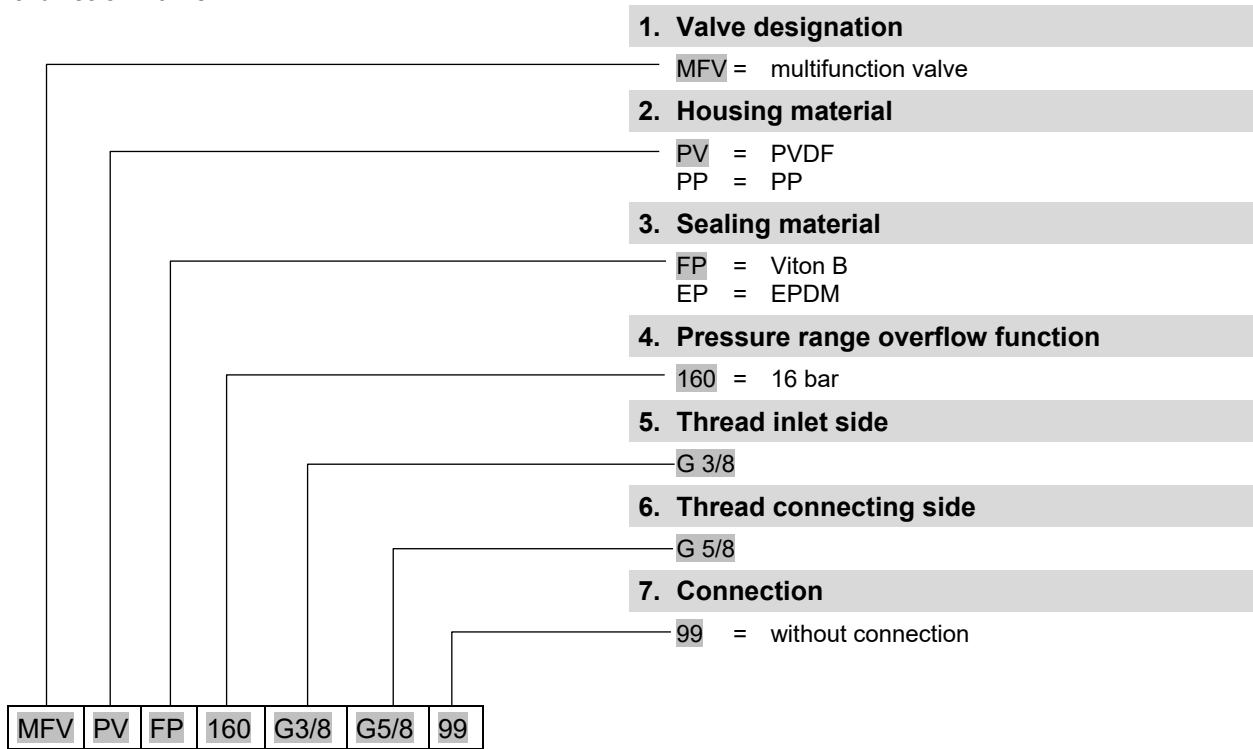 1. Valve designation
MFV = multifunction valve
2. Housing material
PV = PVDF
PP = PP
3. Sealing material
FP = Viton B
EP = EPDM
4. Pressure range overflow function
160 = 16 bar
5. Thread inlet side
G 3/8
6. Thread connecting side
G 5/8
7. Connection
99 = without connection
MFV PV FP 160 G3/8 G5/8 99